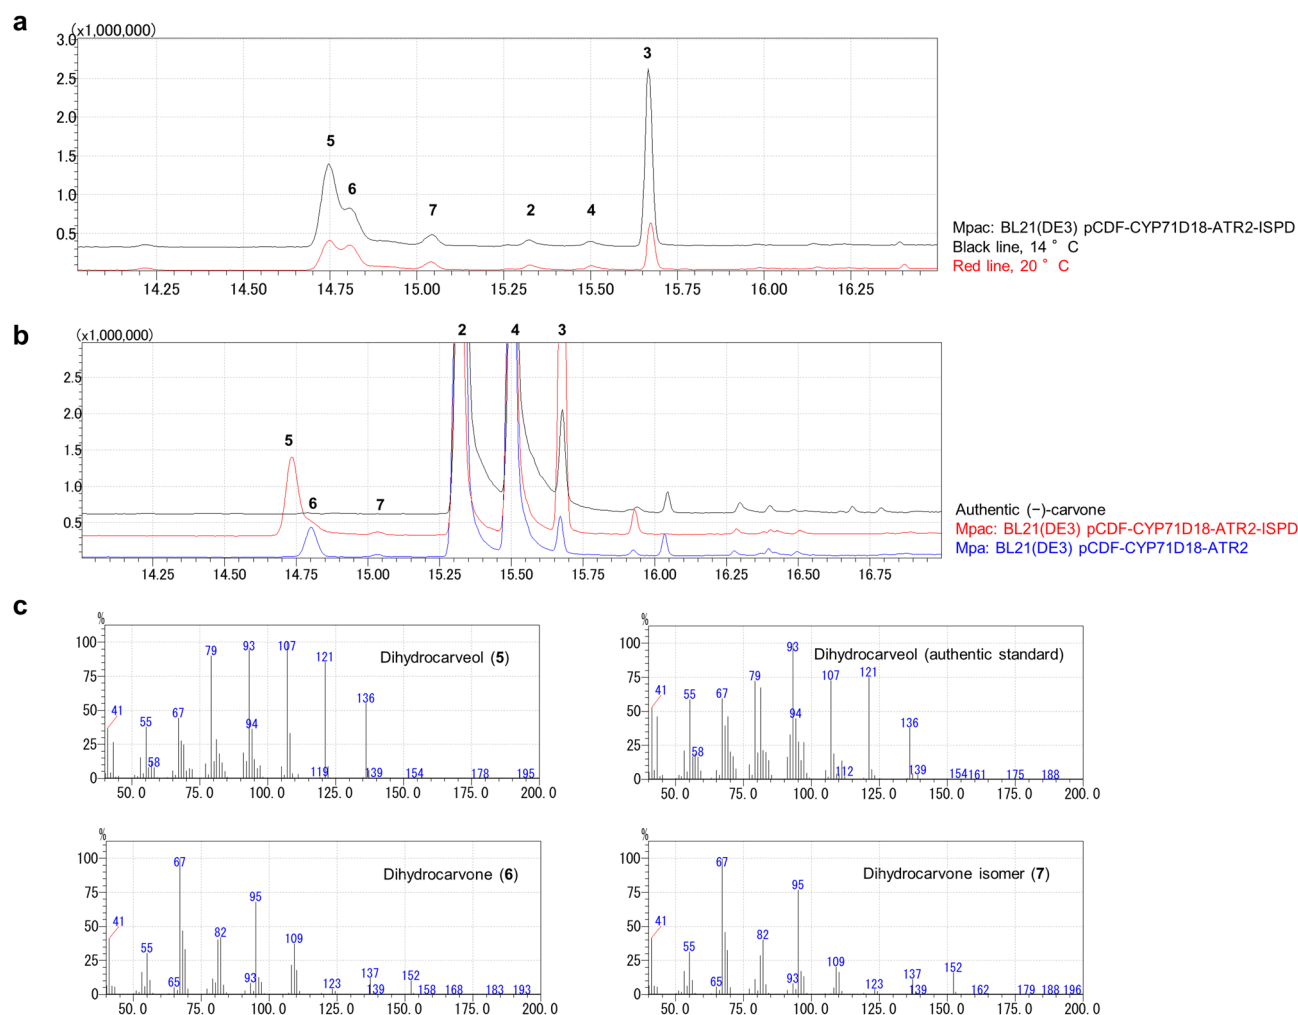 a
(x1,000,000)
3.0
2.5
2.0
1.5
1.0
0.5
5
6
7
2
4
3
14.25 14.50 14.75 15.00 15.25 15.50 15.75 16.00 16.25
Mpac: BL21(DE3) pCDF-CYP71D18-ATR2-ISPD
Black line, 14 ° C
Red line, 20 ° C
b
(x1,000,000)
2.5
2.0
1.5
1.0
0.5
5
6
7
2
4
3
14.25 14.50 14.75 15.00 15.25 15.50 15.75 16.00 16.25 16.50 16.75
Authentic (−)-carvone
Mpac: BL21(DE3) pCDF-CYP71D18-ATR2-ISPD
Mpa: BL21(DE3) pCDF-CYP71D18-ATR2
c
%
100
75
50
25
0
41 55 58 67 79 93 94 107 119 121 136 139 154 178 195
Dihydrocarveol (5)
50.0 75.0 100.0 125.0 150.0 175.0 200.0
%
100
75
50
25
0
41 55 58 67 79 93 94 107 112 121 136 139 154 161 175 188
Dihydrocarveol (authentic standard)
50.0 75.0 100.0 125.0 150.0 175.0 200.0
%
100
75
50
25
0
41 55 65 67 82 93 95 109 123 137 139 152 158 168 183 193
Dihydrocarvone (6)
50.0 75.0 100.0 125.0 150.0 175.0 200.0
%
100
75
50
25
0
41 55 65 67 82 93 95 109 123 137 139 152 162 179 188 196
Dihydrocarvone isomer (7)
50.0 75.0 100.0 125.0 150.0 175.0 200.0